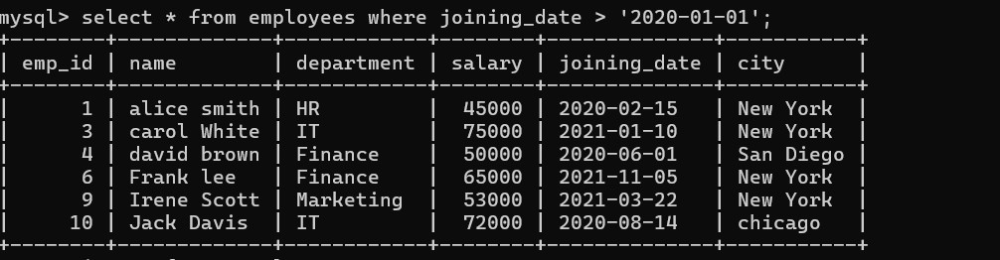 mysql> select * from employees where joining_date > '2020-01-01';
+--------+-------------+------------+--------+--------------+-----------+
| emp_id | name        | department | salary | joining_date | city      |
+--------+-------------+------------+--------+--------------+-----------+
|      1 | alice smith | HR         |  45000 | 2020-02-15   | New York  |
|      3 | carol White | IT         |  75000 | 2021-01-10   | New York  |
|      4 | david brown | Finance    |  50000 | 2020-06-01   | San Diego |
|      6 | Frank lee   | Finance    |  65000 | 2021-11-05   | New York  |
|      9 | Irene Scott | Marketing  |  53000 | 2021-03-22   | New York  |
|     10 | Jack Davis  | IT         |  72000 | 2020-08-14   | chicago   |
+--------+-------------+------------+--------+--------------+-----------+